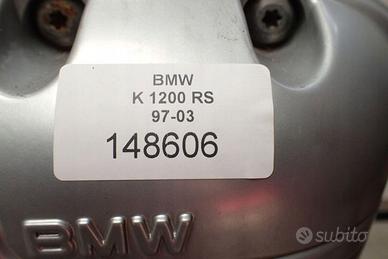 BMW
K 1200 RS
97-03
148606
BMW
subito